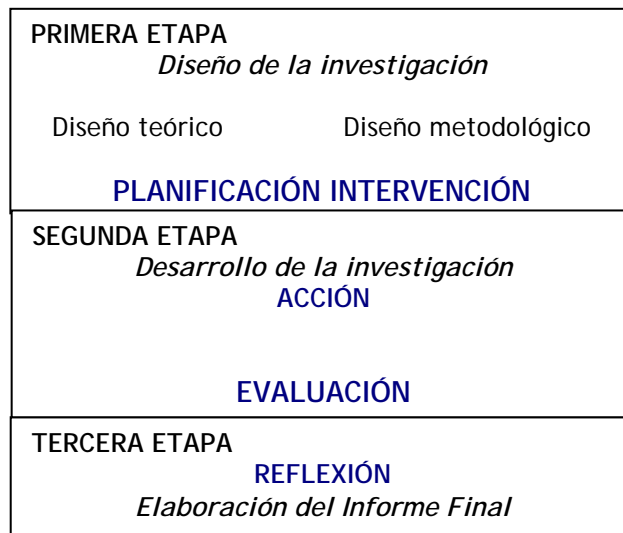 PRIMERA ETAPA
Diseño de la investigación
Diseño teórico Diseño metodológico
PLANIFICACIÓN INTERVENCIÓN
SEGUNDA ETAPA
Desarrollo de la investigación
ACCIÓN
EVALUACIÓN
TERCERA ETAPA
REFLEXIÓN
Elaboración del Informe Final